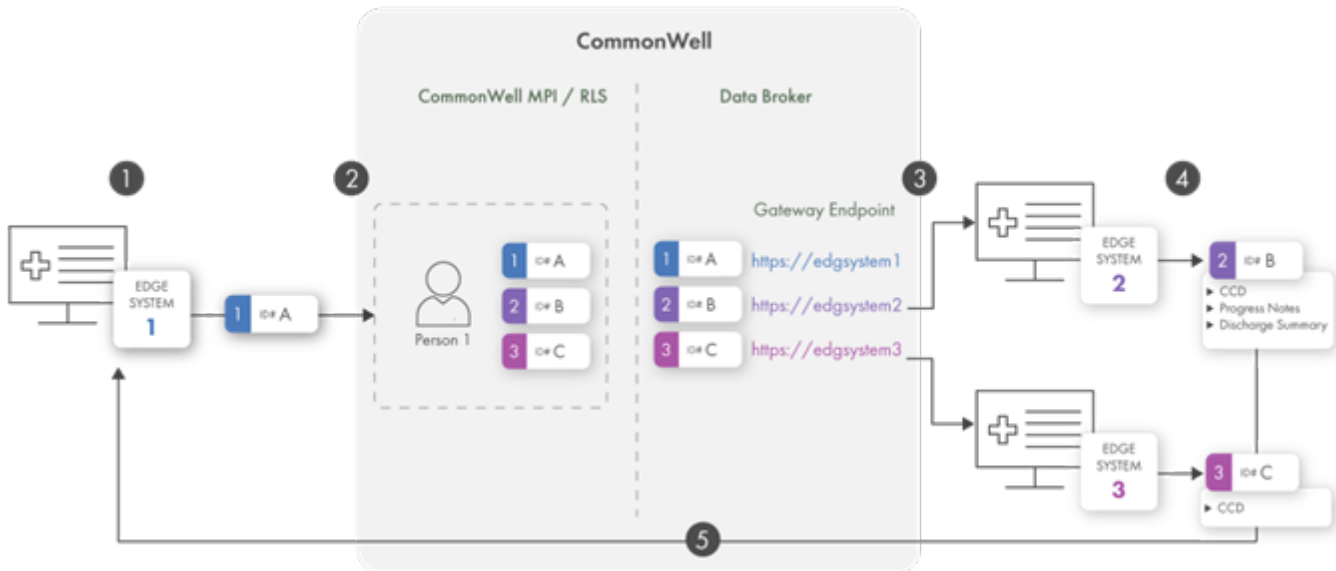 CommonWell
CommonWell MPI / RLS
Data Broker
1
2
3
4
Gateway Endpoint
EDGE
SYSTEM
1
1 ID# A
Person 1
1 ID# A
2 ID# B
3 ID# C
1 ID# A https://edgsystem1
2 ID# B https://edgsystem2
3 ID# C https://edgsystem3
EDGE
SYSTEM
2
2 ID# B
CCD
Progress Notes
Discharge Summary
EDGE
SYSTEM
3
3 ID# C
CCD
5